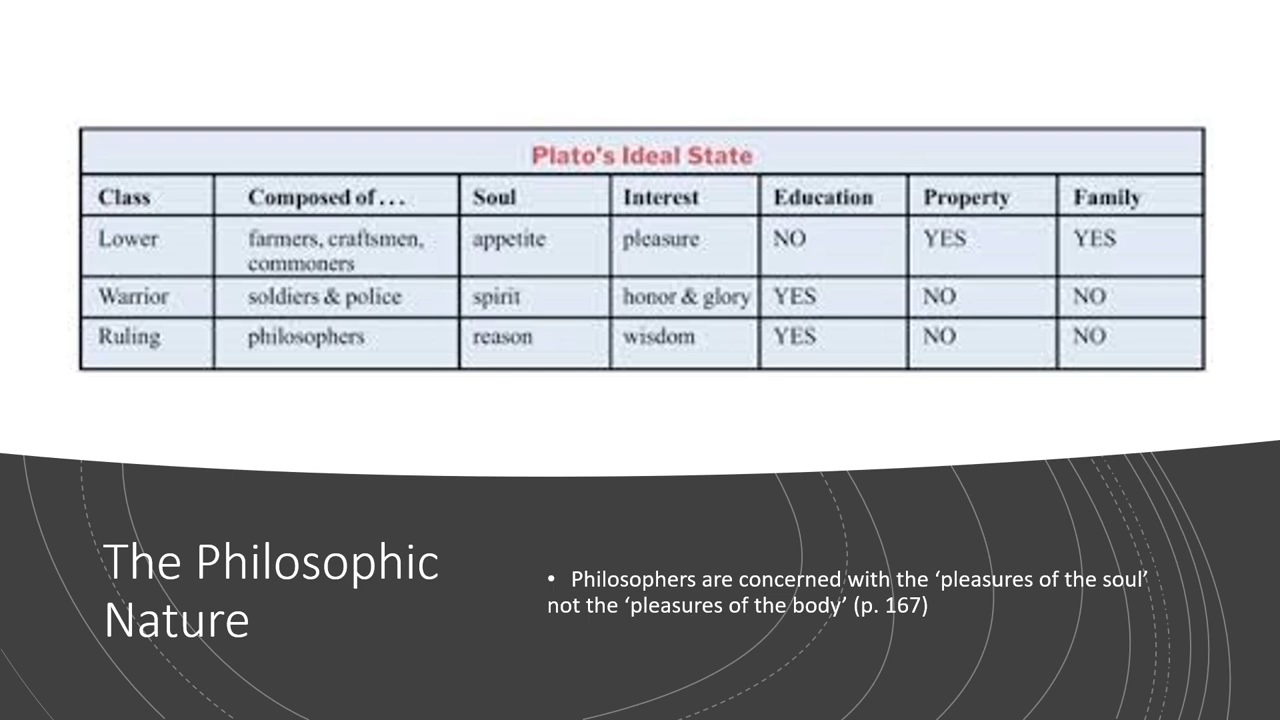 Plato's Ideal State
Class Composed of . . . Soul Interest Education Property Family
Lower farmers, craftsmen, appetite pleasure NO YES YES
commoners
Warrior soldiers & police spirit honor & glory YES NO NO
Ruling philosophers reason wisdom YES NO NO
The Philosophic
Nature
• Philosophers are concerned with the ‘pleasures of the soul’
not the ‘pleasures of the body’ (p. 167)